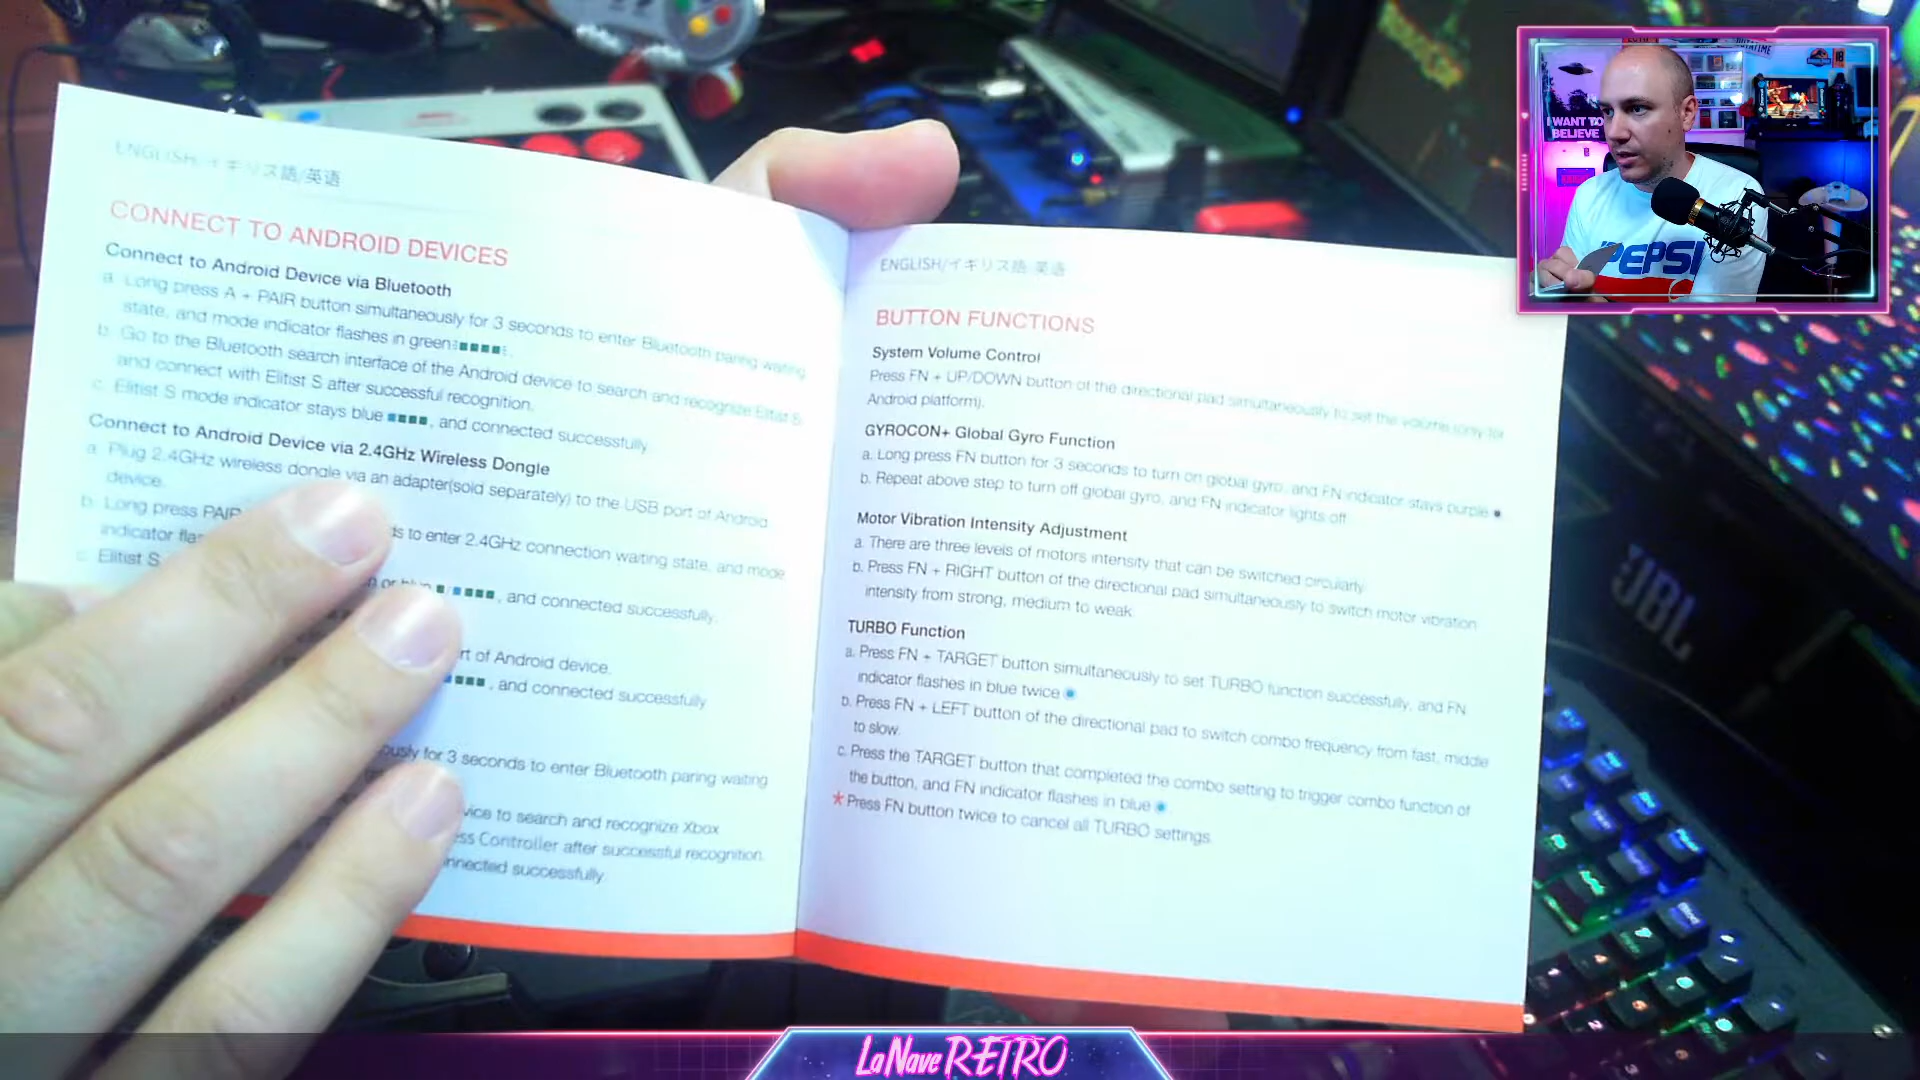 ENGLISH/イギリス語/英语
CONNECT TO ANDROID DEVICES
Connect to Android Device via Bluetooth
a. Long press A + PAIR button simultaneously for 3 seconds to enter Bluetooth paring waiting
state, and mode indicator flashes in green
b. Go to the Bluetooth search interface of the Android device to search and recognize Elitist S
and connect with Elitist S after successful recognition.
c. Elitist S mode indicator stays blue, and connected successfully.
Connect to Android Device via 2.4GHz Wireless Dongle
a. Plug 2.4GHz wireless dongle via an adapter(sold separately) to the USB port of Android
device.
b. Long press PAIR
to enter 2.4GHz connection waiting state, and mode
indicator
c. Elitist S
or, and connected successfully.
of Android device.
, and connected successfully
for 3 seconds to enter Bluetooth paring waiting
to search and recognize Xbox
Controller after successful recognition.
successfully
ENGLISH/イギリス語 英语
BUTTON FUNCTIONS
System Volume Control
Press FN + UP/DOWN button of the directional pad simultaneously to set the volume (only for
Android platform).
GYROCON+ Global Gyro Function
a. Long press FN button for 3 seconds to turn on global gyro, and FN indicator stays purple
b. Repeat above step to turn off global gyro, and FN indicator lights off
Motor Vibration Intensity Adjustment
a. There are three levels of motors intensity that can be switched circularly
b. Press FN + RIGHT button of the directional pad simultaneously to switch motor vibration
intensity from strong, medium to weak
TURBO Function
a. Press FN + TARGET button simultaneously to set TURBO function successfully, and FN
indicator flashes in blue twice
b. Press FN + LEFT button of the directional pad to switch combo frequency from fast, middle
to slow.
c. Press the TARGET button that completed the combo setting to trigger combo function of
the button, and FN indicator flashes in blue
*Press FN button twice to cancel all TURBO settings.
I WANT TO
BELIEVE
PEPSI
JBL
LaNave RETRO